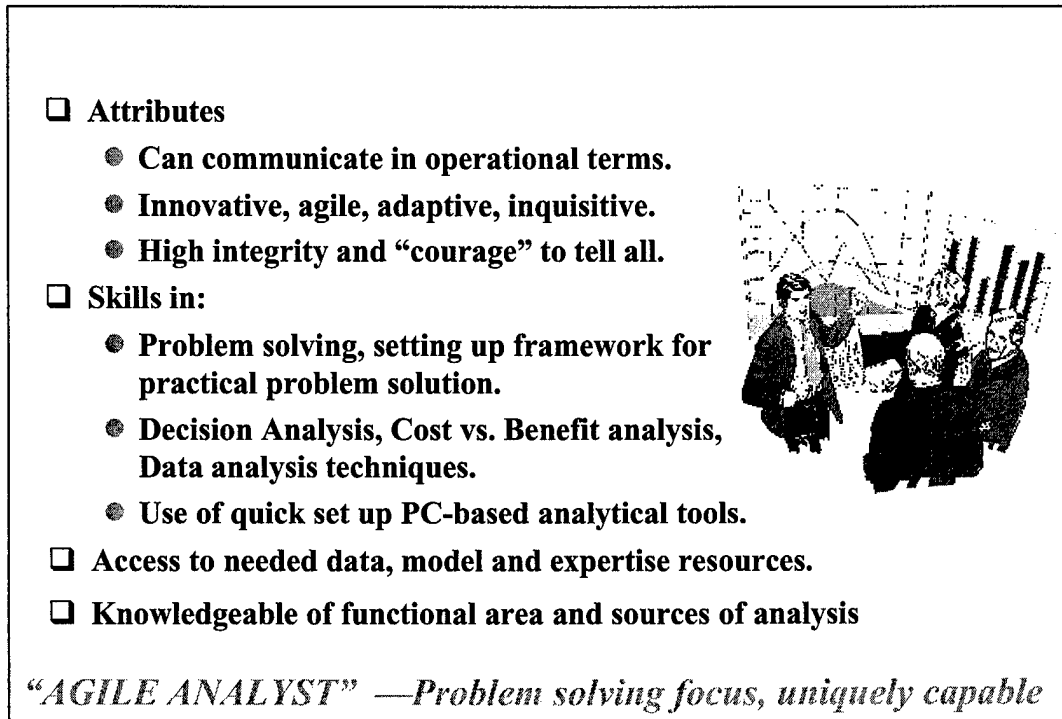 Attributes
Can communicate in operational terms.
Innovative, agile, adaptive, inquisitive.
High integrity and “courage” to tell all.
Skills in:
Problem solving, setting up framework for
practical problem solution.
Decision Analysis, Cost vs. Benefit analysis,
Data analysis techniques.
Use of quick set up PC-based analytical tools.
Access to needed data, model and expertise resources.
Knowledgeable of functional area and sources of analysis
“AGILE ANALYST” —Problem solving focus, uniquely capable